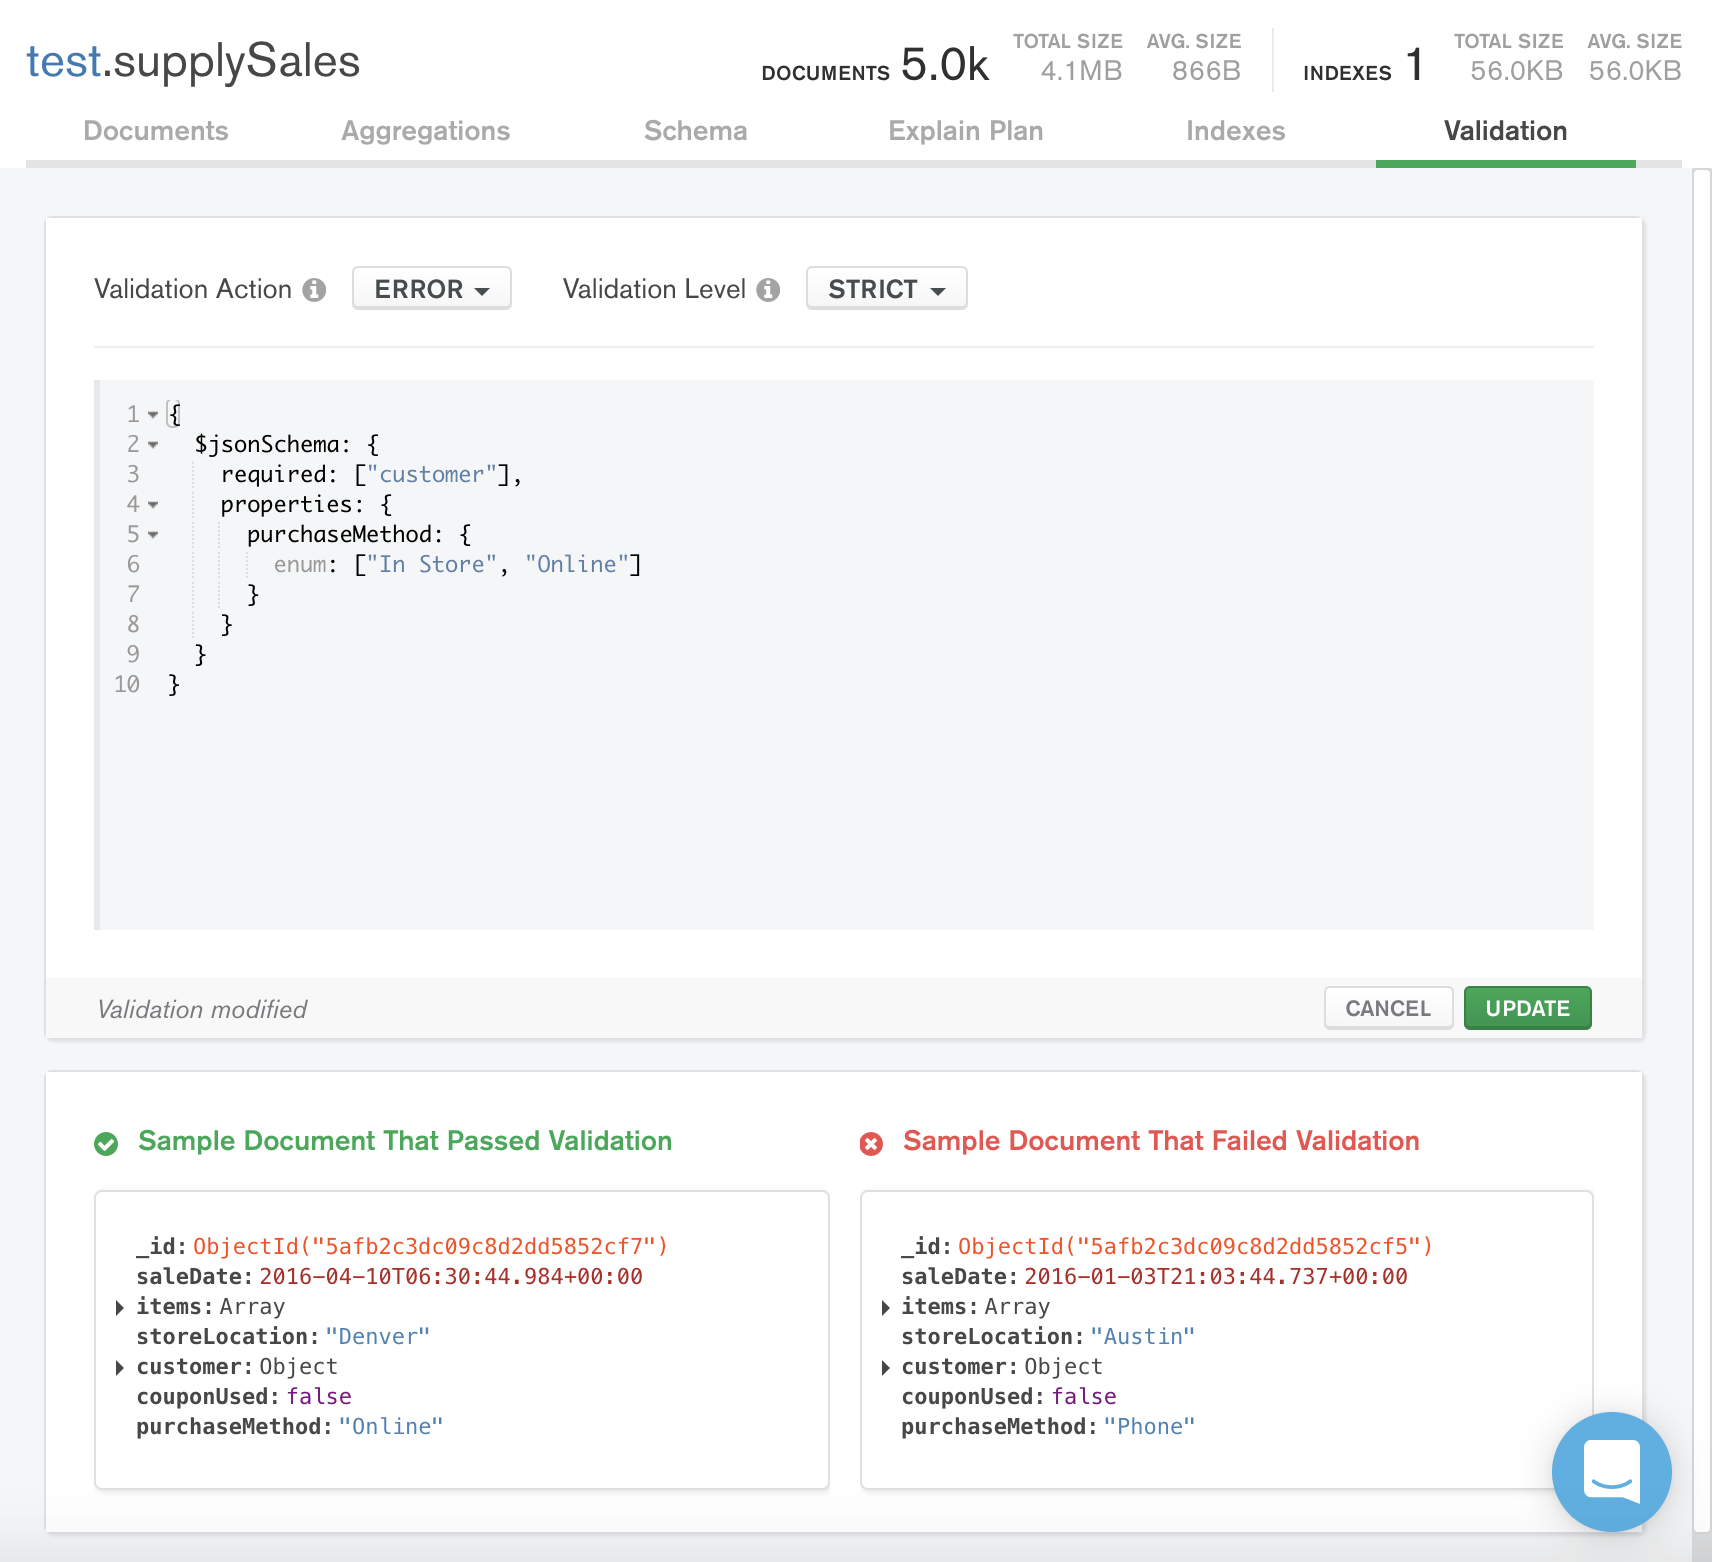 test.supplySales
DOCUMENTS 5.0k
TOTAL SIZE AVG. SIZE
4.1MB 866B
INDEXES 1
TOTAL SIZE AVG. SIZE
56.0KB 56.0KB
Documents Aggregations Schema Explain Plan Indexes Validation
Validation Action ERROR Validation Level STRICT
1 {
2 $jsonSchema: {
3 required: ["customer"],
4 properties: {
5 purchaseMethod: {
6 enum: ["In Store", "Online"]
7 }
8 }
9 }
10 }
Validation modified
CANCEL UPDATE
Sample Document That Passed Validation
_id: ObjectId("5afb2c3dc09c8d2dd5852cf7")
saleDate: 2016-04-10T06:30:44.984+00:00
items: Array
storeLocation: "Denver"
customer: Object
couponUsed: false
purchaseMethod: "Online"
Sample Document That Failed Validation
_id: ObjectId("5afb2c3dc09c8d2dd5852cf5")
saleDate: 2016-01-03T21:03:44.737+00:00
items: Array
storeLocation: "Austin"
customer: Object
couponUsed: false
purchaseMethod: "Phone"